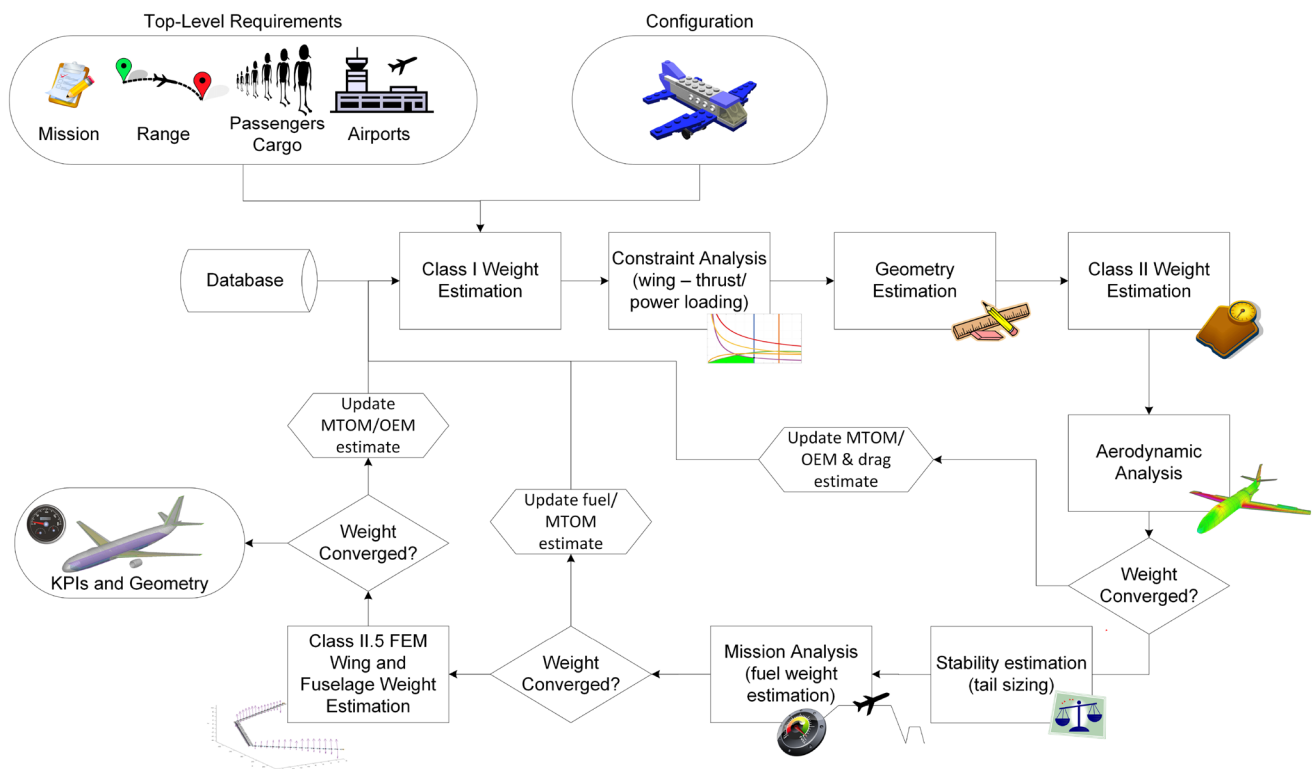 Top-Level Requirements
Configuration
Mission
Range
Passengers
Cargo
Airports
Database
Class I Weight
Estimation
Constraint Analysis
(wing – thrust/
power loading)
Geometry
Estimation
Class II Weight
Estimation
Update
MTOM/OEM
estimate
Update MTOM/
OEM & drag
estimate
Aerodynamic
Analysis
Update fuel/
MTOM
estimate
Weight
Converged?
KPIs and Geometry
Weight
Converged?
Class II.5 FEM
Wing and
Fuselage Weight
Estimation
Weight
Converged?
Mission Analysis
(fuel weight
estimation)
Stability estimation
(tail sizing)